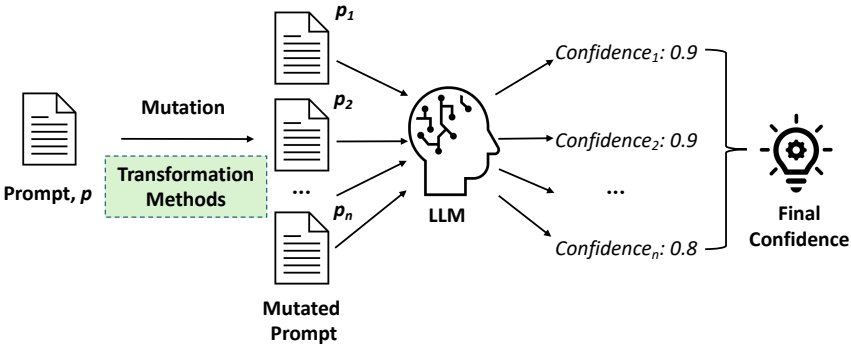 Prompt, p
Mutation
Transformation
Methods
p1
p2
...
pn
Mutated
Prompt
LLM
Confidence1: 0.9
Confidence2: 0.9
...
Confidencen: 0.8
Final
Confidence